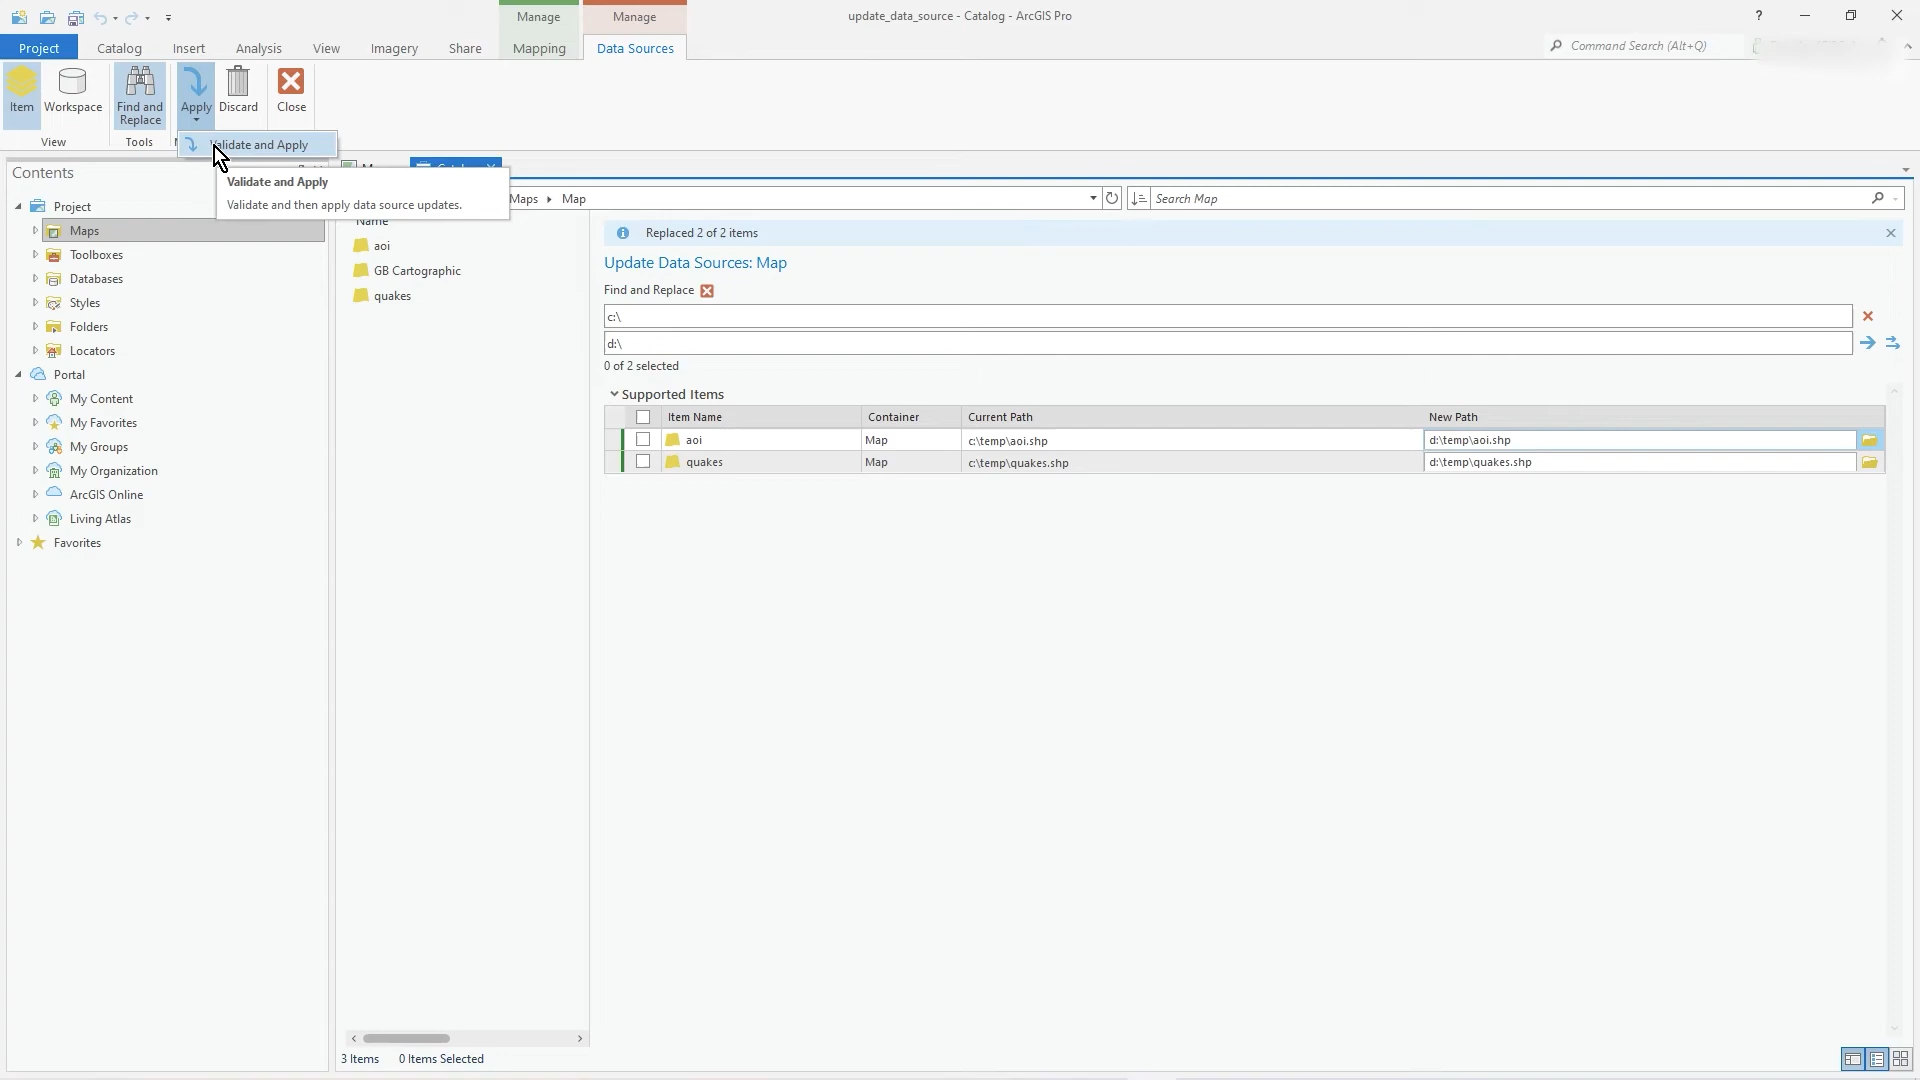 Manage
Manage
update_data_source - Catalog - ArcGIS Pro
?
Project
Catalog
Insert
Analysis
View
Imagery
Share
Mapping
Data Sources
Command Search (Alt+Q)
Item
Workspace
Find and
Replace
Apply
Discard
Close
View
Tools
Validate and Apply
Contents
Validate and Apply
Validate and then apply data source updates.
Maps
Map
Search Map
Project
Maps
Toolboxes
Databases
Styles
Folders
Locators
Portal
My Content
My Favorites
My Groups
My Organization
ArcGIS Online
Living Atlas
Favorites
Name
aoi
GB Cartographic
quakes
Replaced 2 of 2 items
Update Data Sources: Map
Find and Replace
c:\
d:\
0 of 2 selected
Supported Items
Item Name Container Current Path New Path
aoi Map c:\temp\aoi.shp d:\temp\aoi.shp
quakes Map c:\temp\quakes.shp d:\temp\quakes.shp
3 Items 0 Items Selected